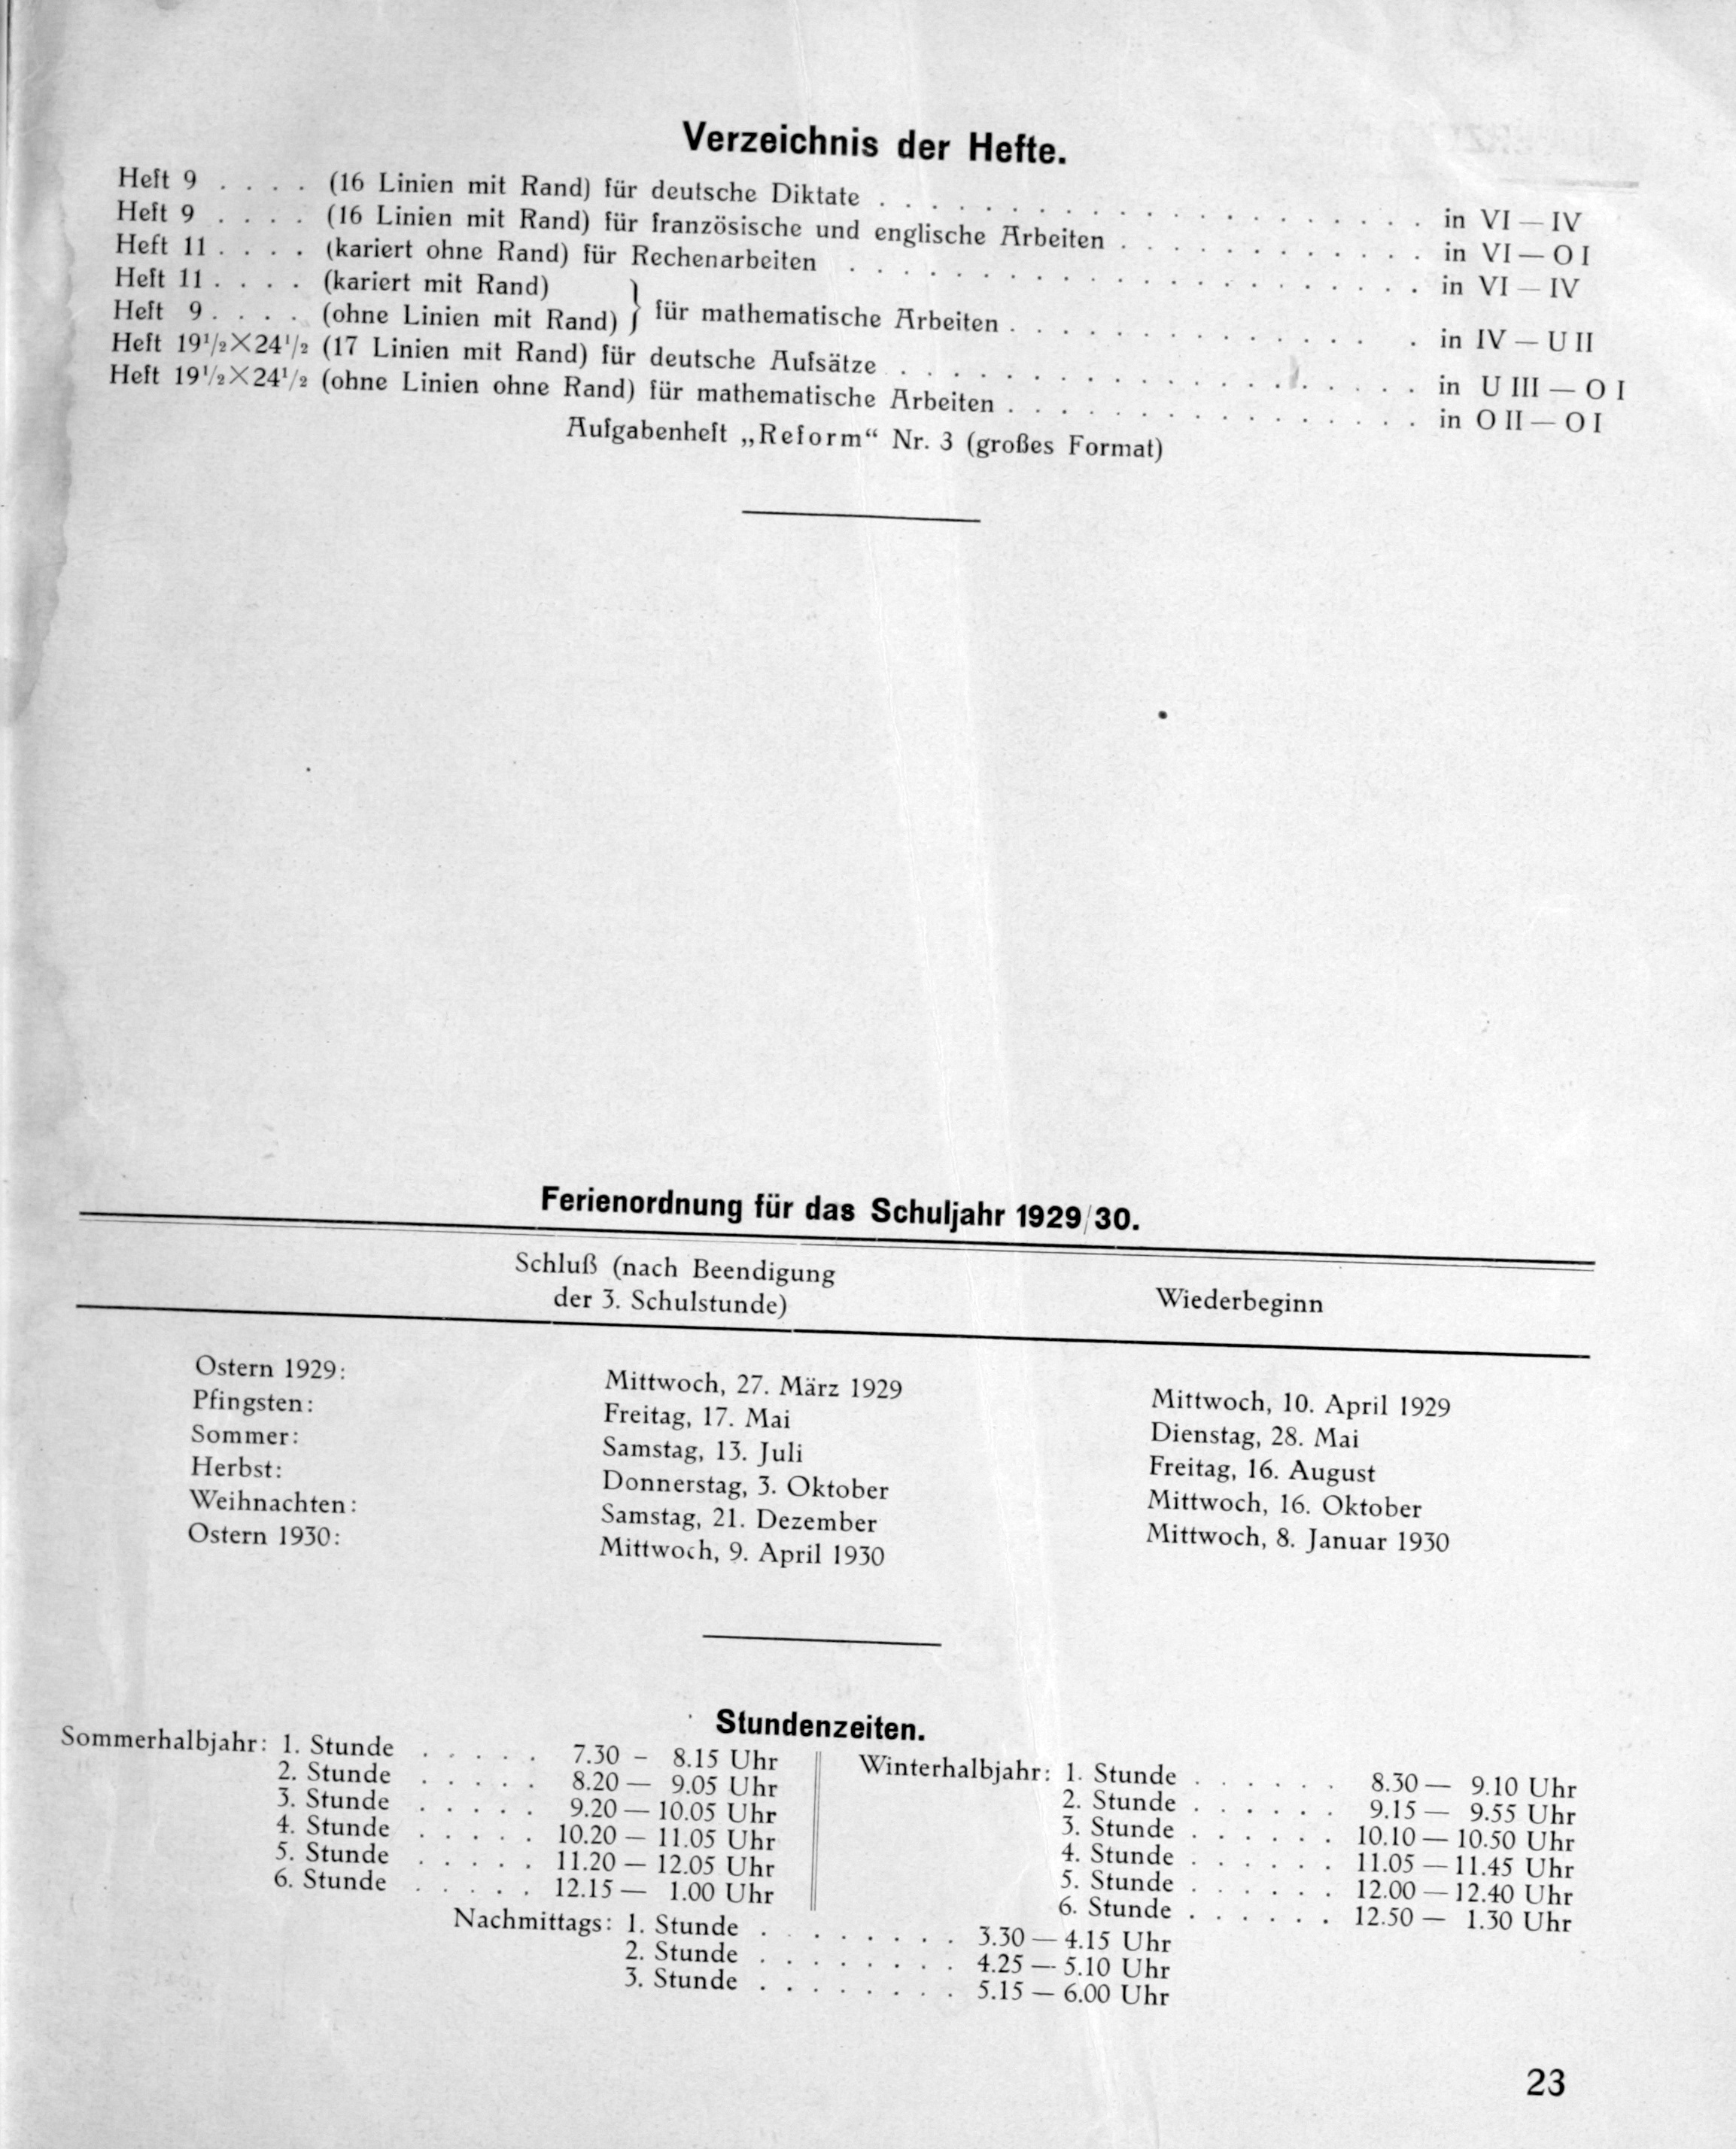 Verzeichnis der Hefte.
Heft 9 . . . . (16 Linien mit Rand) für deutsche Diktate . . . . . . . . . . . . . . . . . . . . . in VI — IV
Heft 9 . . . . (16 Linien mit Rand) für französische und englische Arbeiten . . . . . . . . . . . . in VI — O I
Heft 11 . . . . (kariert ohne Rand) für Rechenarbeiten . . . . . . . . . . . . . . . . . . . . . . in VI — IV
Heft 11 . . . . (kariert mit Rand)
Heft 9 . . . . (ohne Linien mit Rand) } für mathematische Arbeiten . . . . . . . . . . . . . . . in IV — U II
Heft 19¹/₂×24¹/₂ (17 Linien mit Rand) für deutsche Aufsätze . . . . . . . . . . . . . . . . . . . . in U III — O I
Heft 19¹/₂×24¹/₂ (ohne Linien ohne Rand) für mathematische Arbeiten . . . . . . . . . . . . . . . . in O II — O I
Aufgabenheft „Reform“ Nr. 3 (großes Format)
Ferienordnung für das Schuljahr 1929/30.
Schluß (nach Beendigung
der 3. Schulstunde) Wiederbeginn
Ostern 1929: Mittwoch, 27. März 1929 Mittwoch, 10. April 1929
Pfingsten: Freitag, 17. Mai Dienstag, 28. Mai
Sommer: Samstag, 13. Juli Freitag, 16. August
Herbst: Donnerstag, 3. Oktober Mittwoch, 16. Oktober
Weihnachten: Samstag, 21. Dezember Mittwoch, 8. Januar 1930
Ostern 1930: Mittwoch, 9. April 1930
Stundenzeiten.
Sommerhalbjahr: 1. Stunde . . . . . 7.30 – 8.15 Uhr Winterhalbjahr: 1. Stunde . . . . . . 8.30 — 9.10 Uhr
2. Stunde . . . . . 8.20 — 9.05 Uhr 2. Stunde . . . . . . 9.15 — 9.55 Uhr
3. Stunde . . . . . 9.20 — 10.05 Uhr 3. Stunde . . . . . . 10.10 — 10.50 Uhr
4. Stunde . . . . . 10.20 — 11.05 Uhr 4. Stunde . . . . . . 11.05 — 11.45 Uhr
5. Stunde . . . . . 11.20 — 12.05 Uhr 5. Stunde . . . . . . 12.00 — 12.40 Uhr
6. Stunde . . . . . 12.15 — 1.00 Uhr 6. Stunde . . . . . . 12.50 — 1.30 Uhr
Nachmittags: 1. Stunde . . . . . . . . 3.30 — 4.15 Uhr
2. Stunde . . . . . . . . 4.25 — 5.10 Uhr
3. Stunde . . . . . . . . 5.15 — 6.00 Uhr
23